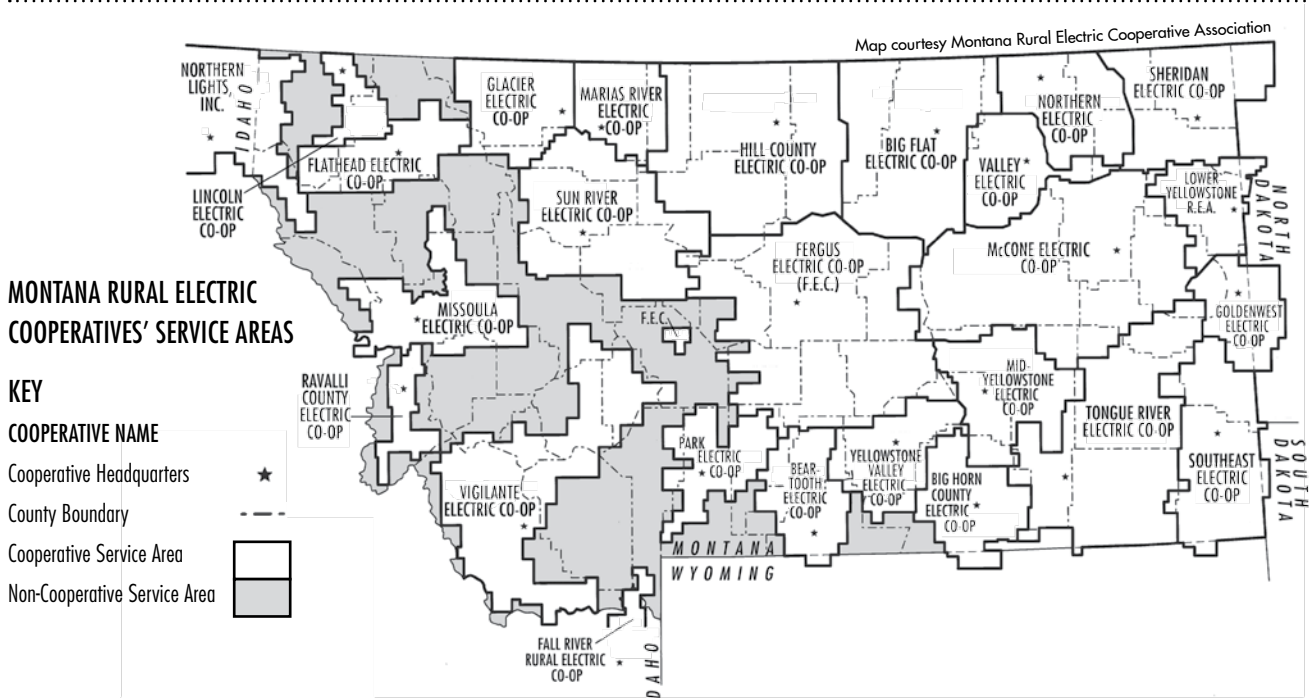 Map courtesy Montana Rural Electric Cooperative Association
NORTHERN
LIGHTS,
INC.
IDAHO
LINCOLN
ELECTRIC
CO-OP
FLATHEAD ELECTRIC
CO-OP
GLACIER
ELECTRIC
CO-OP
MARIAS RIVER
ELECTRIC
CO-OP
HILL COUNTY
ELECTRIC CO-OP
BIG FLAT
ELECTRIC CO-OP
NORTHERN
ELECTRIC
CO-OP
SHERIDAN
ELECTRIC CO-OP
VALLEY
ELECTRIC
CO-OP
LOWER
YELLOWSTONE
R.E.A.
NORTH
DAKOTA
SUN RIVER
ELECTRIC CO-OP
FERGUS
ELECTRIC CO-OP
(F.E.C.)
McCONE ELECTRIC
CO-OP
GOLDENWEST
ELECTRIC
CO-OP
MISSOULA
ELECTRIC CO-OP
F.E.C.
RAVALLI
COUNTY
ELECTRIC
CO-OP
MID-
YELLOWSTONE
ELECTRIC
CO-OP
TONGUE RIVER
ELECTRIC CO-OP
SOUTHEAST
ELECTRIC
CO-OP
SOUTH
DAKOTA
VIGILANTE
ELECTRIC CO-OP
PARK
ELECTRIC
CO-OP
BEAR-
TOOTH
ELECTRIC
CO-OP
YELLOWSTONE
VALLEY
ELECTRIC
CO-OP
BIG HORN
COUNTY
ELECTRIC
CO-OP
MONTANA
WYOMING
FALL RIVER
RURAL ELECTRIC
CO-OP
IDAHO
MONTANA RURAL ELECTRIC
COOPERATIVES' SERVICE AREAS
KEY
COOPERATIVE NAME
Cooperative Headquarters
County Boundary
Cooperative Service Area
Non-Cooperative Service Area